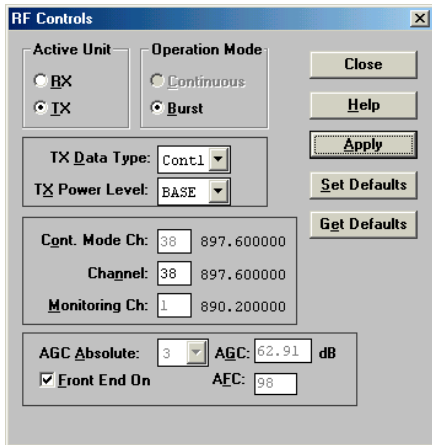 RF Controls
Active Unit
RX
TX
Operation Mode
Continuous
Burst
Close
Help
Apply
Set Defaults
Get Defaults
TX Data Type: Cont1
TX Power Level: BASE
Cont. Mode Ch: 38 897.600000
Channel: 38 897.600000
Monitoring Ch: 1 890.200000
AGC Absolute: 3 AGC: 62.91 dB
Front End On AFC: 98